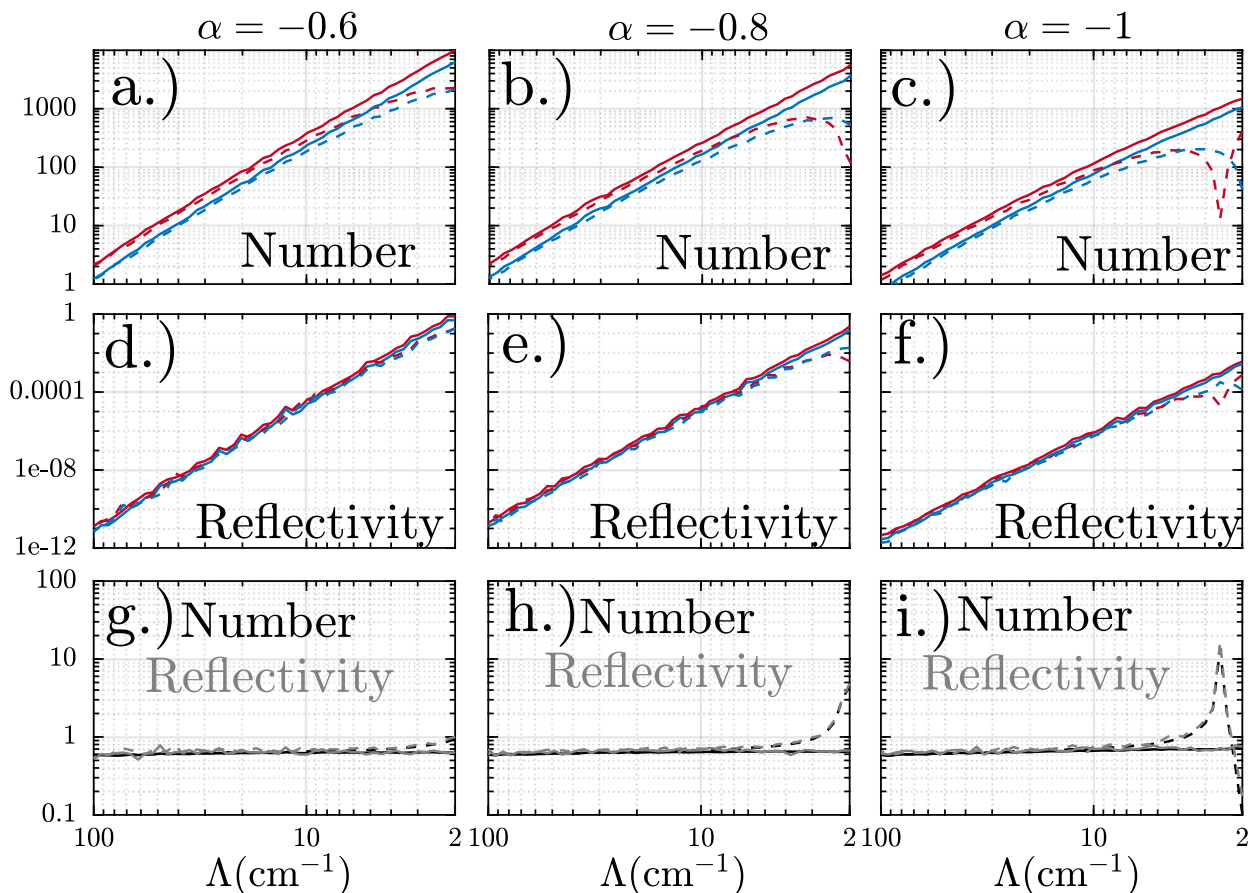 α = −0.6
α = −0.8
α = −1
a.)
b.)
c.)
1000
100
10
1
Number
Number
Number
d.)
e.)
f.)
1
0.0001
1e-08
1e-12
Reflectivity
Reflectivity
Reflectivity
g.) Number
Reflectivity
h.) Number
Reflectivity
i.) Number
Reflectivity
100
10
1
0.1
100 10 2
100 10 2
100 10 2
Λ(cm⁻¹)
Λ(cm⁻¹)
Λ(cm⁻¹)